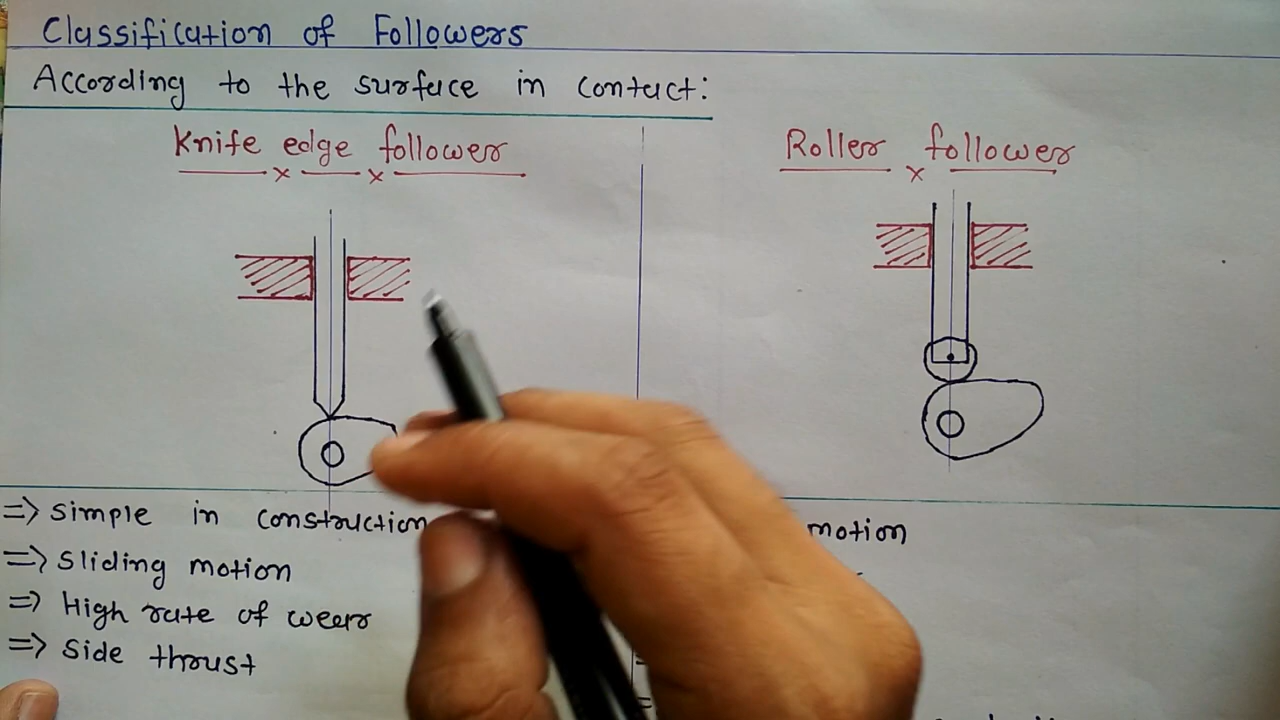 Classification of Followers
According to the surface in contact:
Knife edge follower
Roller follower
=> Simple in construction
=> Sliding motion
=> High rate of wear
=> Side thrust
motion